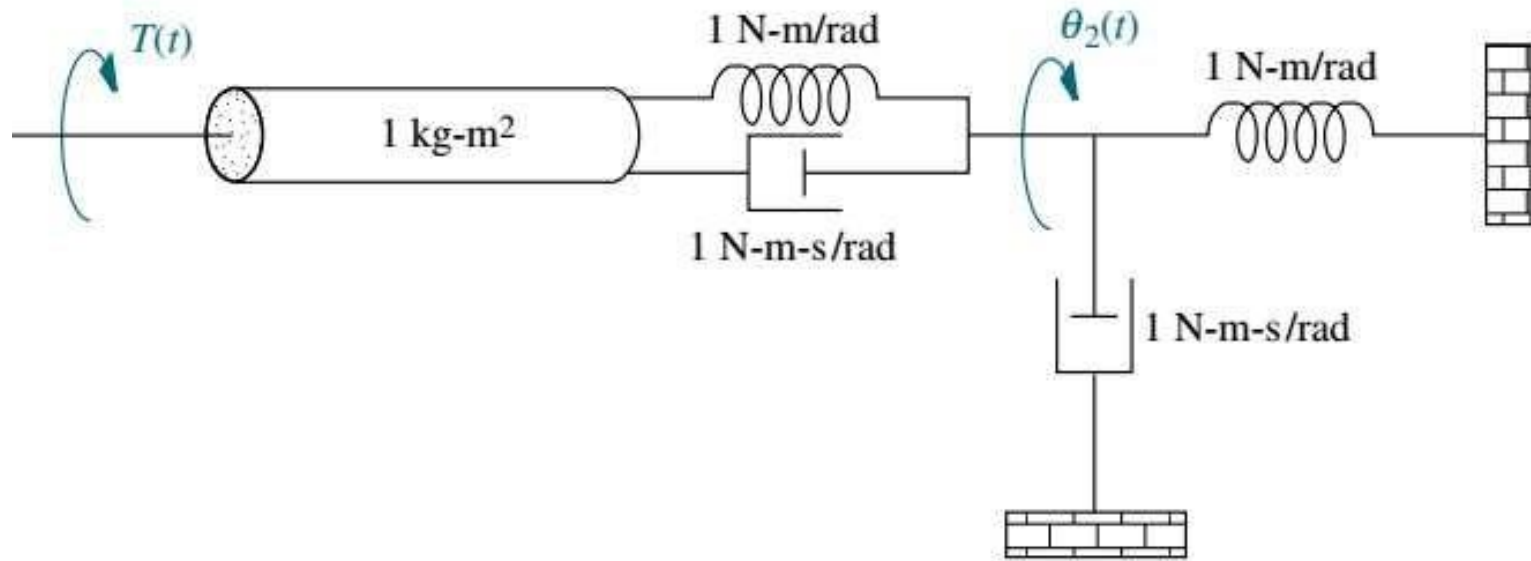 T(t)
1 kg-m²
1 N-m/rad
1 N-m-s/rad
θ₂(t)
1 N-m/rad
1 N-m-s/rad